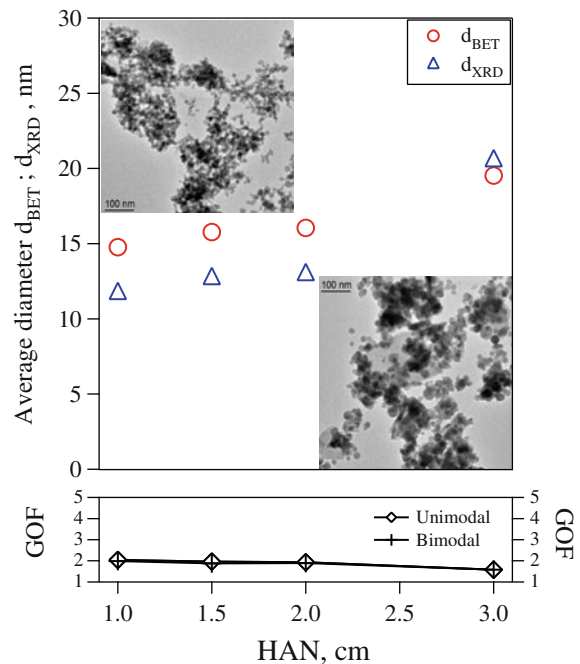 30
25
20
15
10
5
0
Average diameter d_BET ; d_XRD , nm
d_BET
d_XRD
100 nm
100 nm
GOF
5
4
3
2
1
Unimodal
Bimodal
5
4
3
2
1
GOF
1.0
1.5
2.0
2.5
3.0
HAN, cm